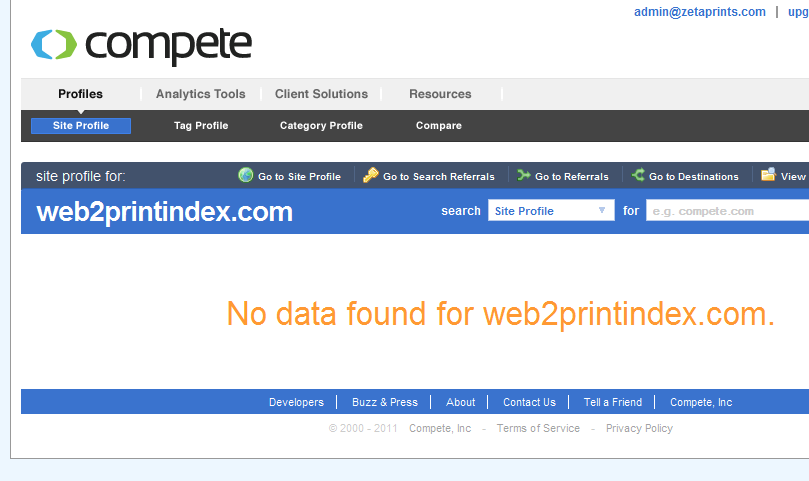 admin@zetaprints.com | upg
compete
Profiles Analytics Tools Client Solutions Resources
Site Profile Tag Profile Category Profile Compare
site profile for: Go to Site Profile Go to Search Referrals Go to Referrals Go to Destinations View
web2printindex.com search Site Profile for e.g. compete.com
No data found for web2printindex.com.
Developers Buzz & Press About Contact Us Tell a Friend Compete, Inc
© 2000 - 2011 Compete, Inc - Terms of Service - Privacy Policy